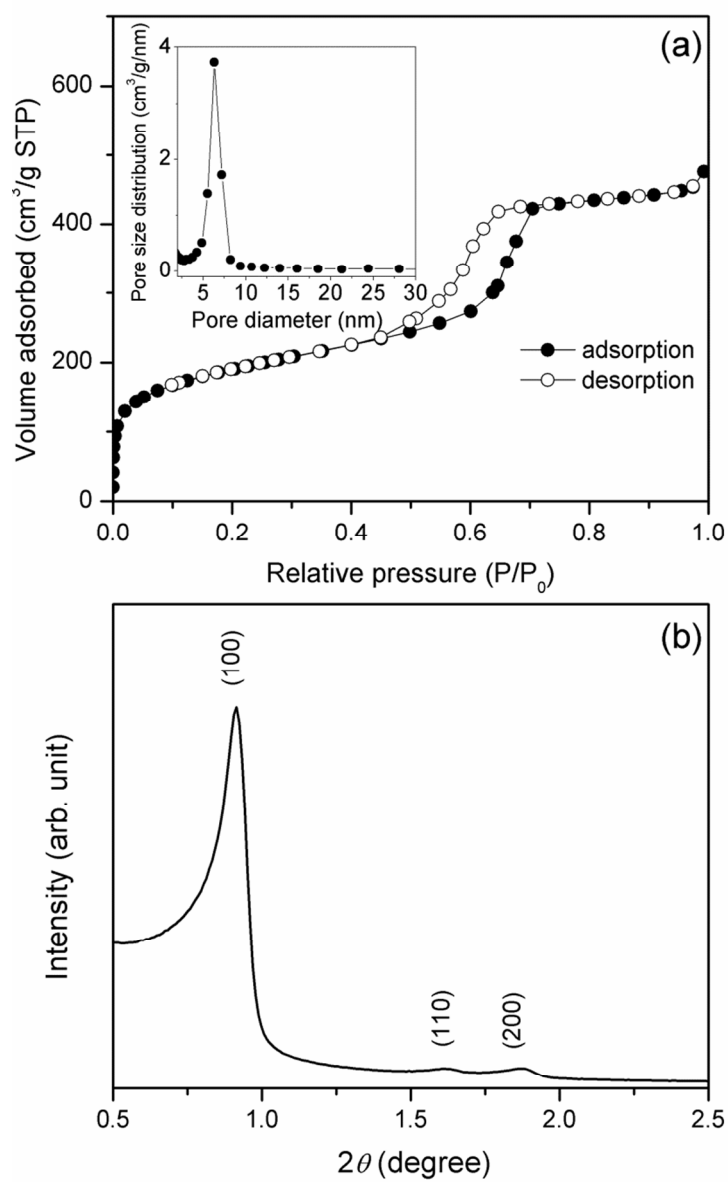 (a)
Volume adsorbed (cm³/g STP)
600
400
200
0
Pore size distribution (cm³/g/nm)
4
2
0
5 10 15 20 25 30
Pore diameter (nm)
adsorption
desorption
0.0 0.2 0.4 0.6 0.8 1.0
Relative pressure (P/P₀)
(b)
Intensity (arb. unit)
(100)
(110)
(200)
0.5 1.0 1.5 2.0 2.5
2θ (degree)